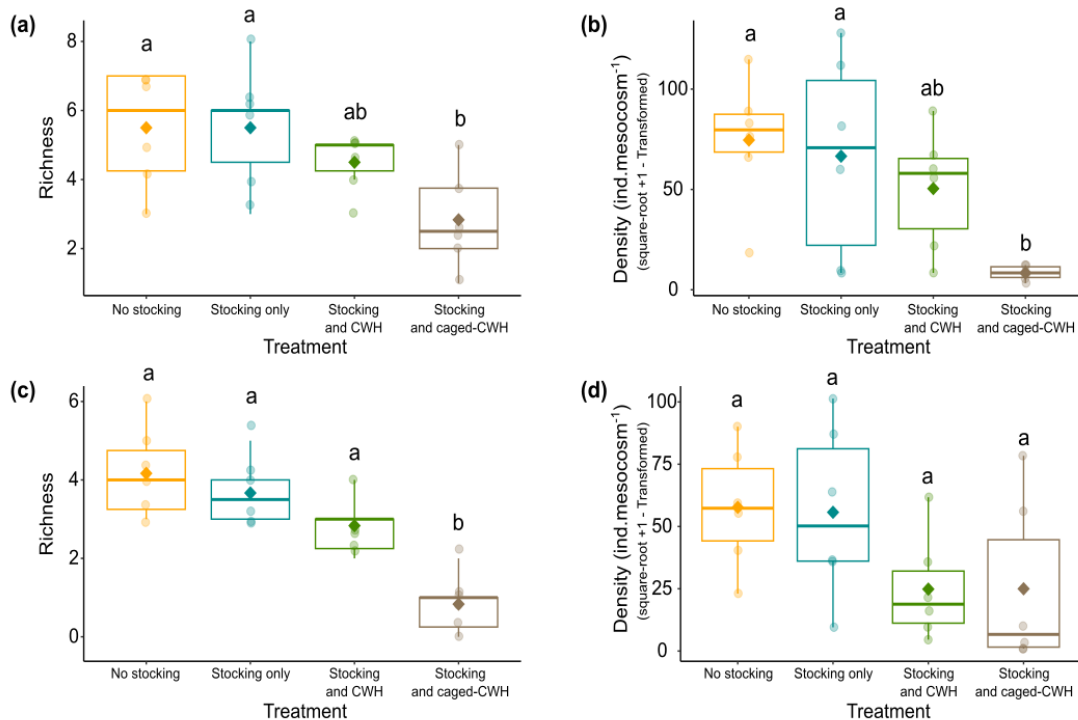 (a)
a
a
ab
b
8
6
4
2
Richness
No stocking
Stocking only
Stocking
and CWH
Stocking
and caged-CWH
Treatment
(b)
a
a
ab
b
100
50
0
Density (ind.mesocosm⁻¹)
(square-root +1 - Transformed)
No stocking
Stocking only
Stocking
and CWH
Stocking
and caged-CWH
Treatment
(c)
a
a
a
b
6
4
2
0
Richness
No stocking
Stocking only
Stocking
and CWH
Stocking
and caged-CWH
Treatment
(d)
a
a
a
a
100
75
50
25
0
Density (ind.mesocosm⁻¹)
(square-root +1 - Transformed)
No stocking
Stocking only
Stocking
and CWH
Stocking
and caged-CWH
Treatment